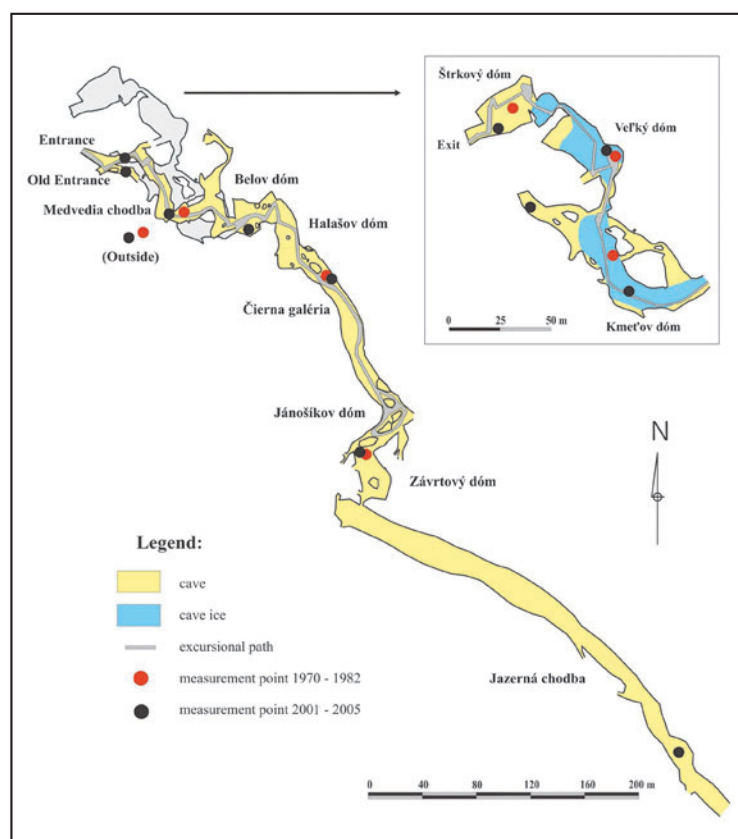 Štrkový dóm
Veľký dóm
Exit
Entrance
Old Entrance
Belov dóm
Medvedia chodba
Halašov dóm
(Outside)
Čierna galéria
Kmeťov dóm
0 25 50 m
Jánošíkov dóm
N
Závrtový dóm
Legend:
cave
cave ice
excursional path
measurement point 1970 - 1982
measurement point 2001 - 2005
Jazerná chodba
0 40 80 120 160 200 m